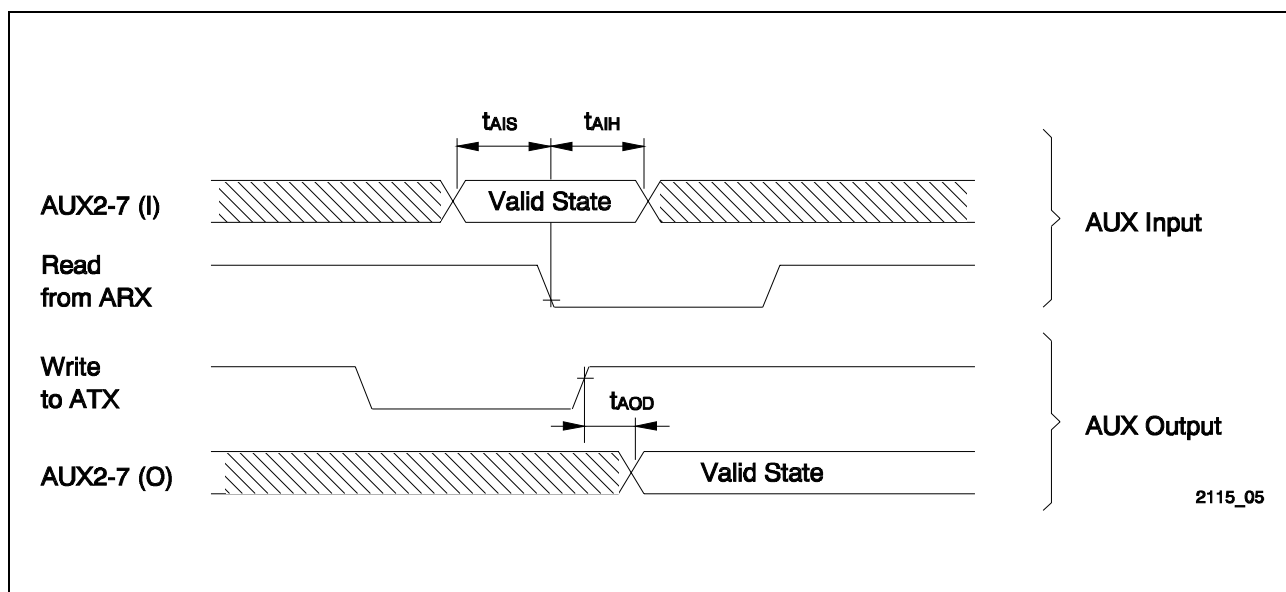 tAIS
tAIH
AUX2-7 (I)
Valid State
AUX Input
Read
from ARX
Write
to ATX
tAOD
AUX Output
AUX2-7 (O)
Valid State
2115_05